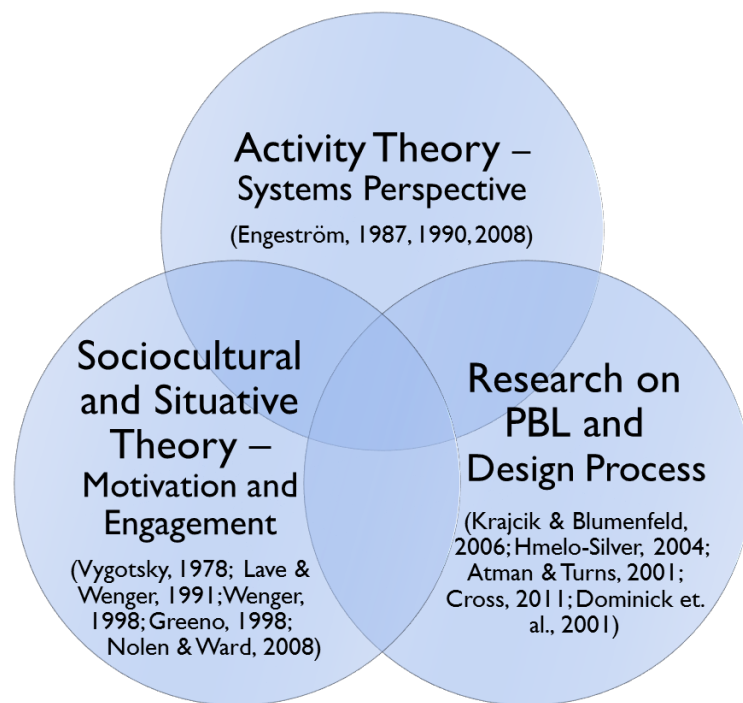 Activity Theory –
Systems Perspective
(Engeström, 1987, 1990, 2008)
Sociocultural
and Situative
Theory –
Motivation and
Engagement
(Vygotsky, 1978; Lave &
Wenger, 1991; Wenger,
1998; Greeno, 1998;
Nolen & Ward, 2008)
Research on
PBL and
Design Process
(Krajcik & Blumenfeld,
2006; Hmelo-Silver, 2004;
Atman & Turns, 2001;
Cross, 2011; Dominick et.
al., 2001)